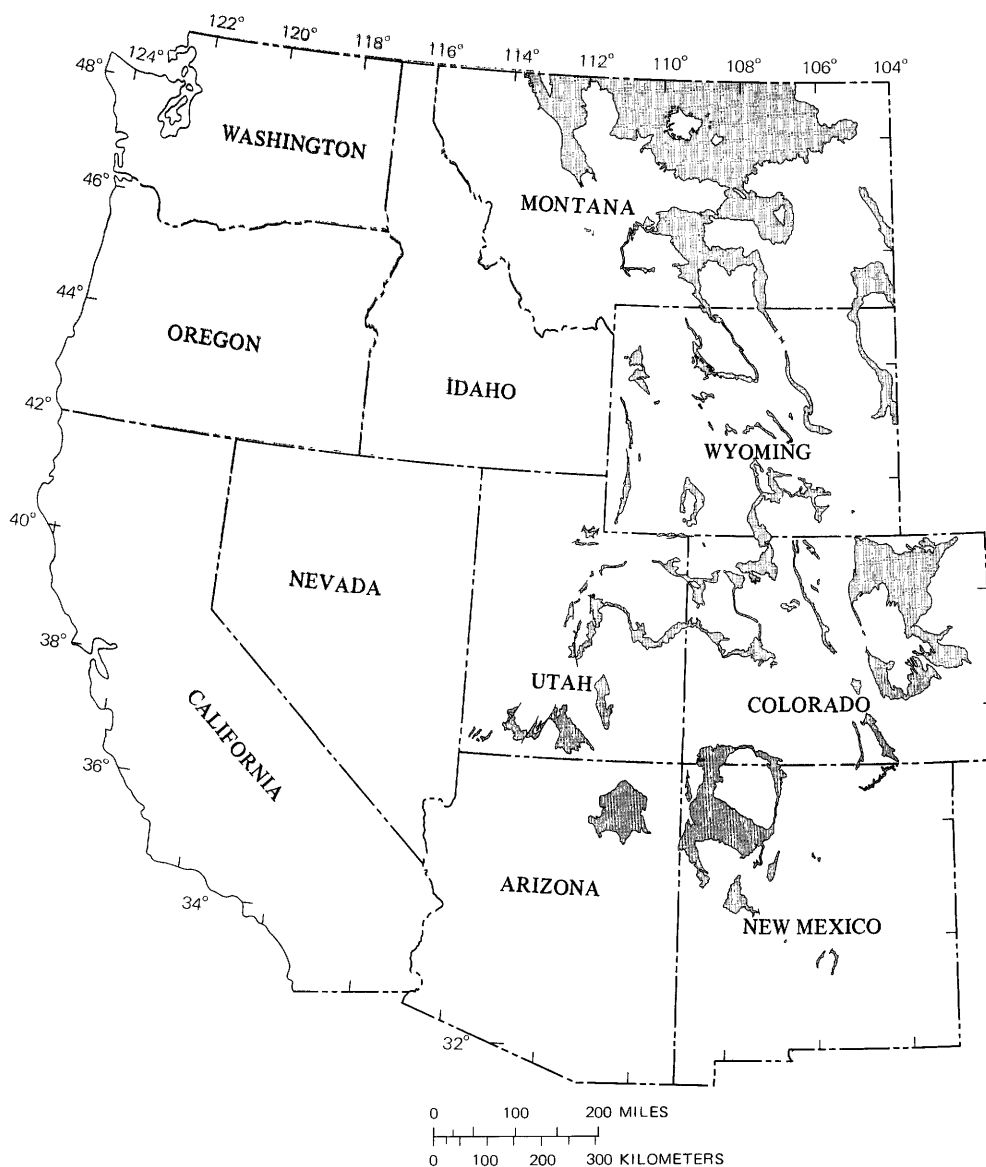 122° 120° 118° 116° 114° 112° 110° 108° 106° 104°
48° 124°
WASHINGTON
46°
MONTANA
44°
OREGON
IDAHO
42°
WYOMING
40°
NEVADA
38°
UTAH
COLORADO
CALIFORNIA
36°
ARIZONA
34°
NEW MEXICO
32°
0 100 200 MILES
0 100 200 300 KILOMETERS